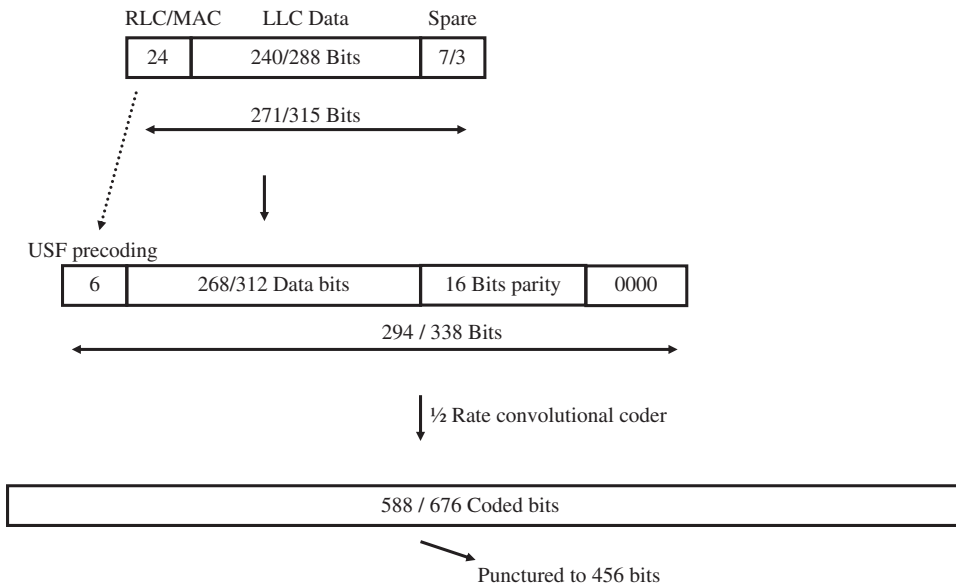 RLC/MAC LLC Data Spare
24 240/288 Bits 7/3
271/315 Bits
USF precoding
6 268/312 Data bits 16 Bits parity 0000
294 / 338 Bits
½ Rate convolutional coder
588 / 676 Coded bits
Punctured to 456 bits